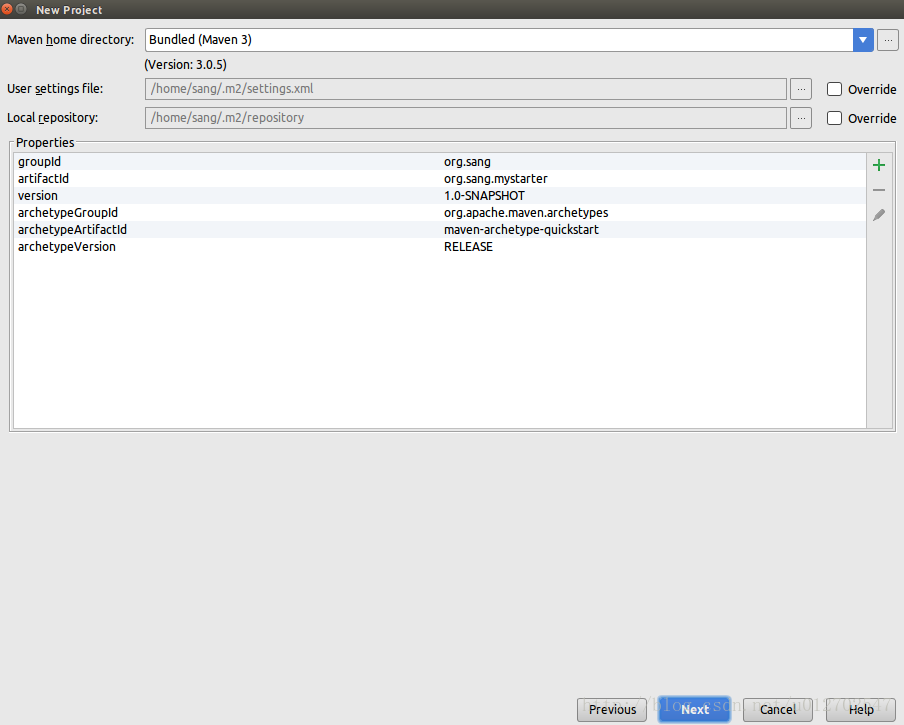 New Project
Maven home directory: Bundled (Maven 3) ...
(Version: 3.0.5)
User settings file: /home/sang/.m2/settings.xml ... Override
Local repository: /home/sang/.m2/repository ... Override
Properties
groupId org.sang
artifactId org.sang.mystarter
version 1.0-SNAPSHOT
archetypeGroupId org.apache.maven.archetypes
archetypeArtifactId maven-archetype-quickstart
archetypeVersion RELEASE
Previous Next Cancel Help